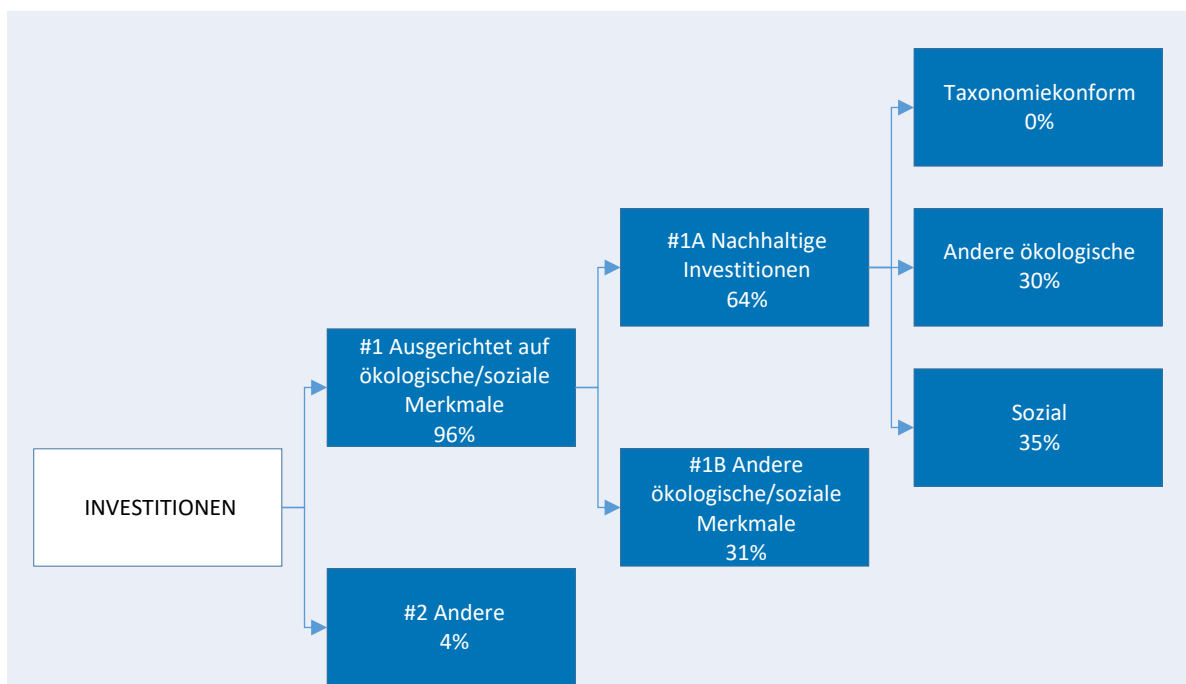 INVESTITIONEN
#1 Ausgerichtet auf
ökologische/soziale
Merkmale
96%
#2 Andere
4%
#1A Nachhaltige
Investitionen
64%
#1B Andere
ökologische/soziale
Merkmale
31%
Taxonomiekonform
0%
Andere ökologische
30%
Sozial
35%